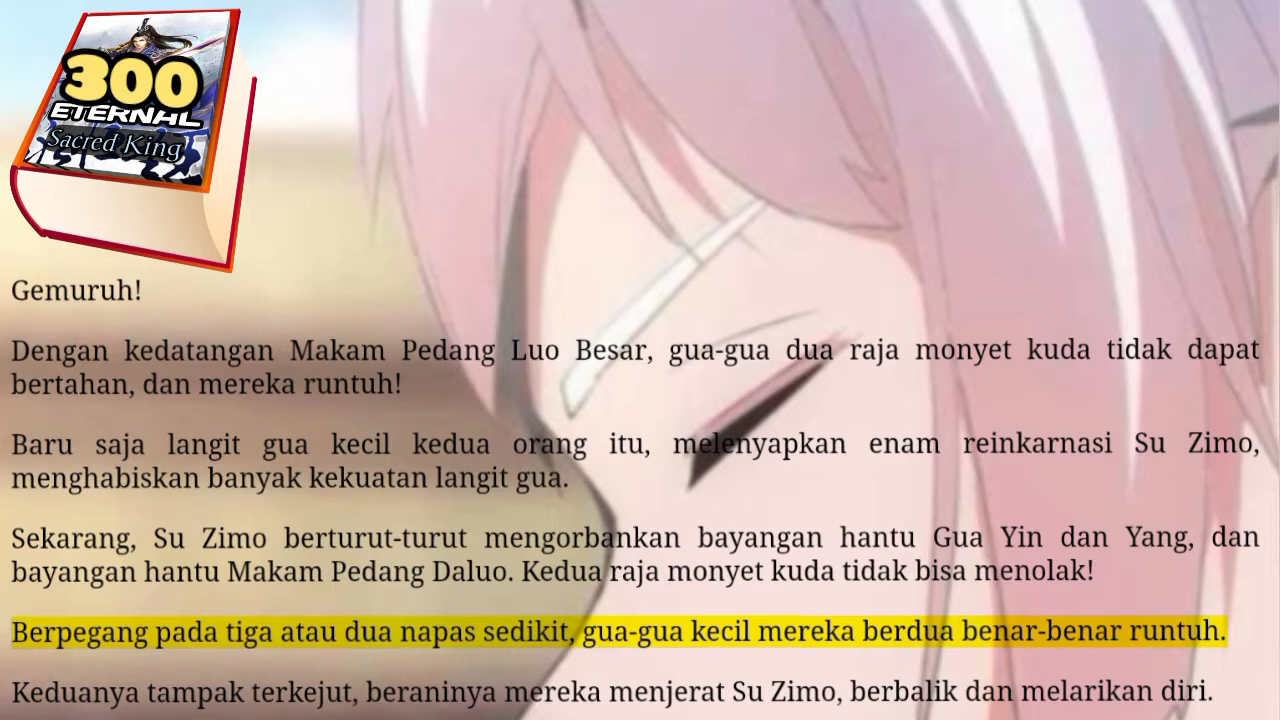 300
ETERNAL
Sacred King
Gemuruh!
Dengan kedatangan Makam Pedang Luo Besar, gua-gua dua raja monyet kuda tidak dapat
bertahan, dan mereka runtuh!
Baru saja langit gua kecil kedua orang itu, melenyapkan enam reinkarnasi Su Zimo,
menghabiskan banyak kekuatan langit gua.
Sekarang, Su Zimo berturut-turut mengorbankan bayangan hantu Gua Yin dan Yang, dan
bayangan hantu Makam Pedang Daluo. Kedua raja monyet kuda tidak bisa menolak!
Berpegang pada tiga atau dua napas sedikit, gua-gua kecil mereka berdua benar-benar runtuh.
Keduanya tampak terkejut, beraninya mereka menjerat Su Zimo, berbalik dan melarikan diri.